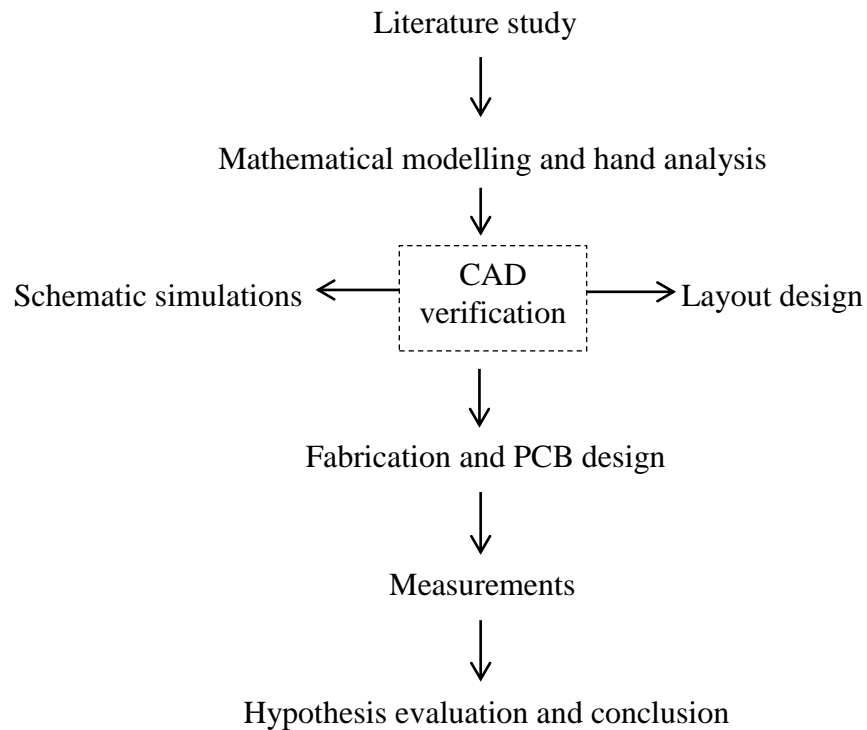 Literature study
Mathematical modelling and hand analysis
CAD
verification
Schematic simulations
Layout design
Fabrication and PCB design
Measurements
Hypothesis evaluation and conclusion